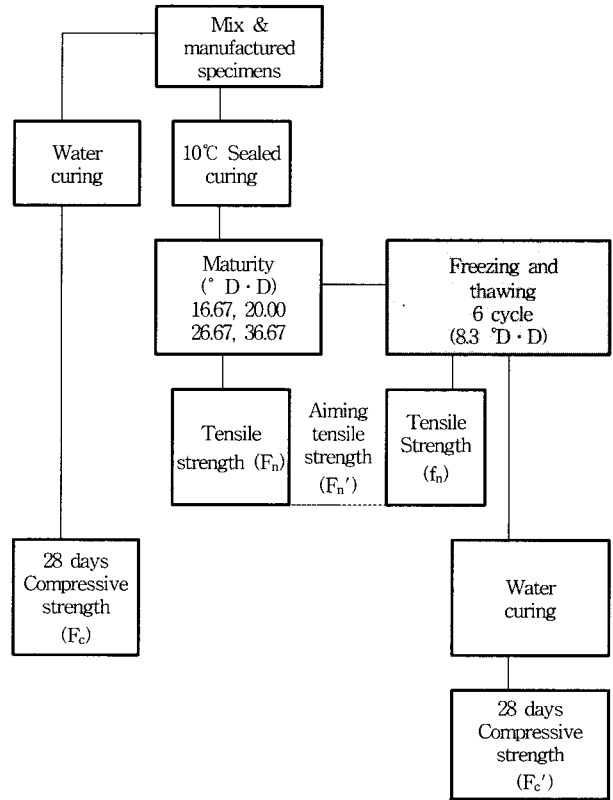 Mix &
manufactured
specimens
Water
curing
10℃ Sealed
curing
Maturity
(° D · D)
16.67, 20.00
26.67, 36.67
Freezing and
thawing
6 cycle
(8.3 °D · D)
Tensile
strength (Fₙ)
Aiming
tensile
strength
(Fₙ′)
Tensile
Strength
(fₙ)
28 days
Compressive
strength
(F_c)
Water
curing
28 days
Compressive
strength
(F_c′)